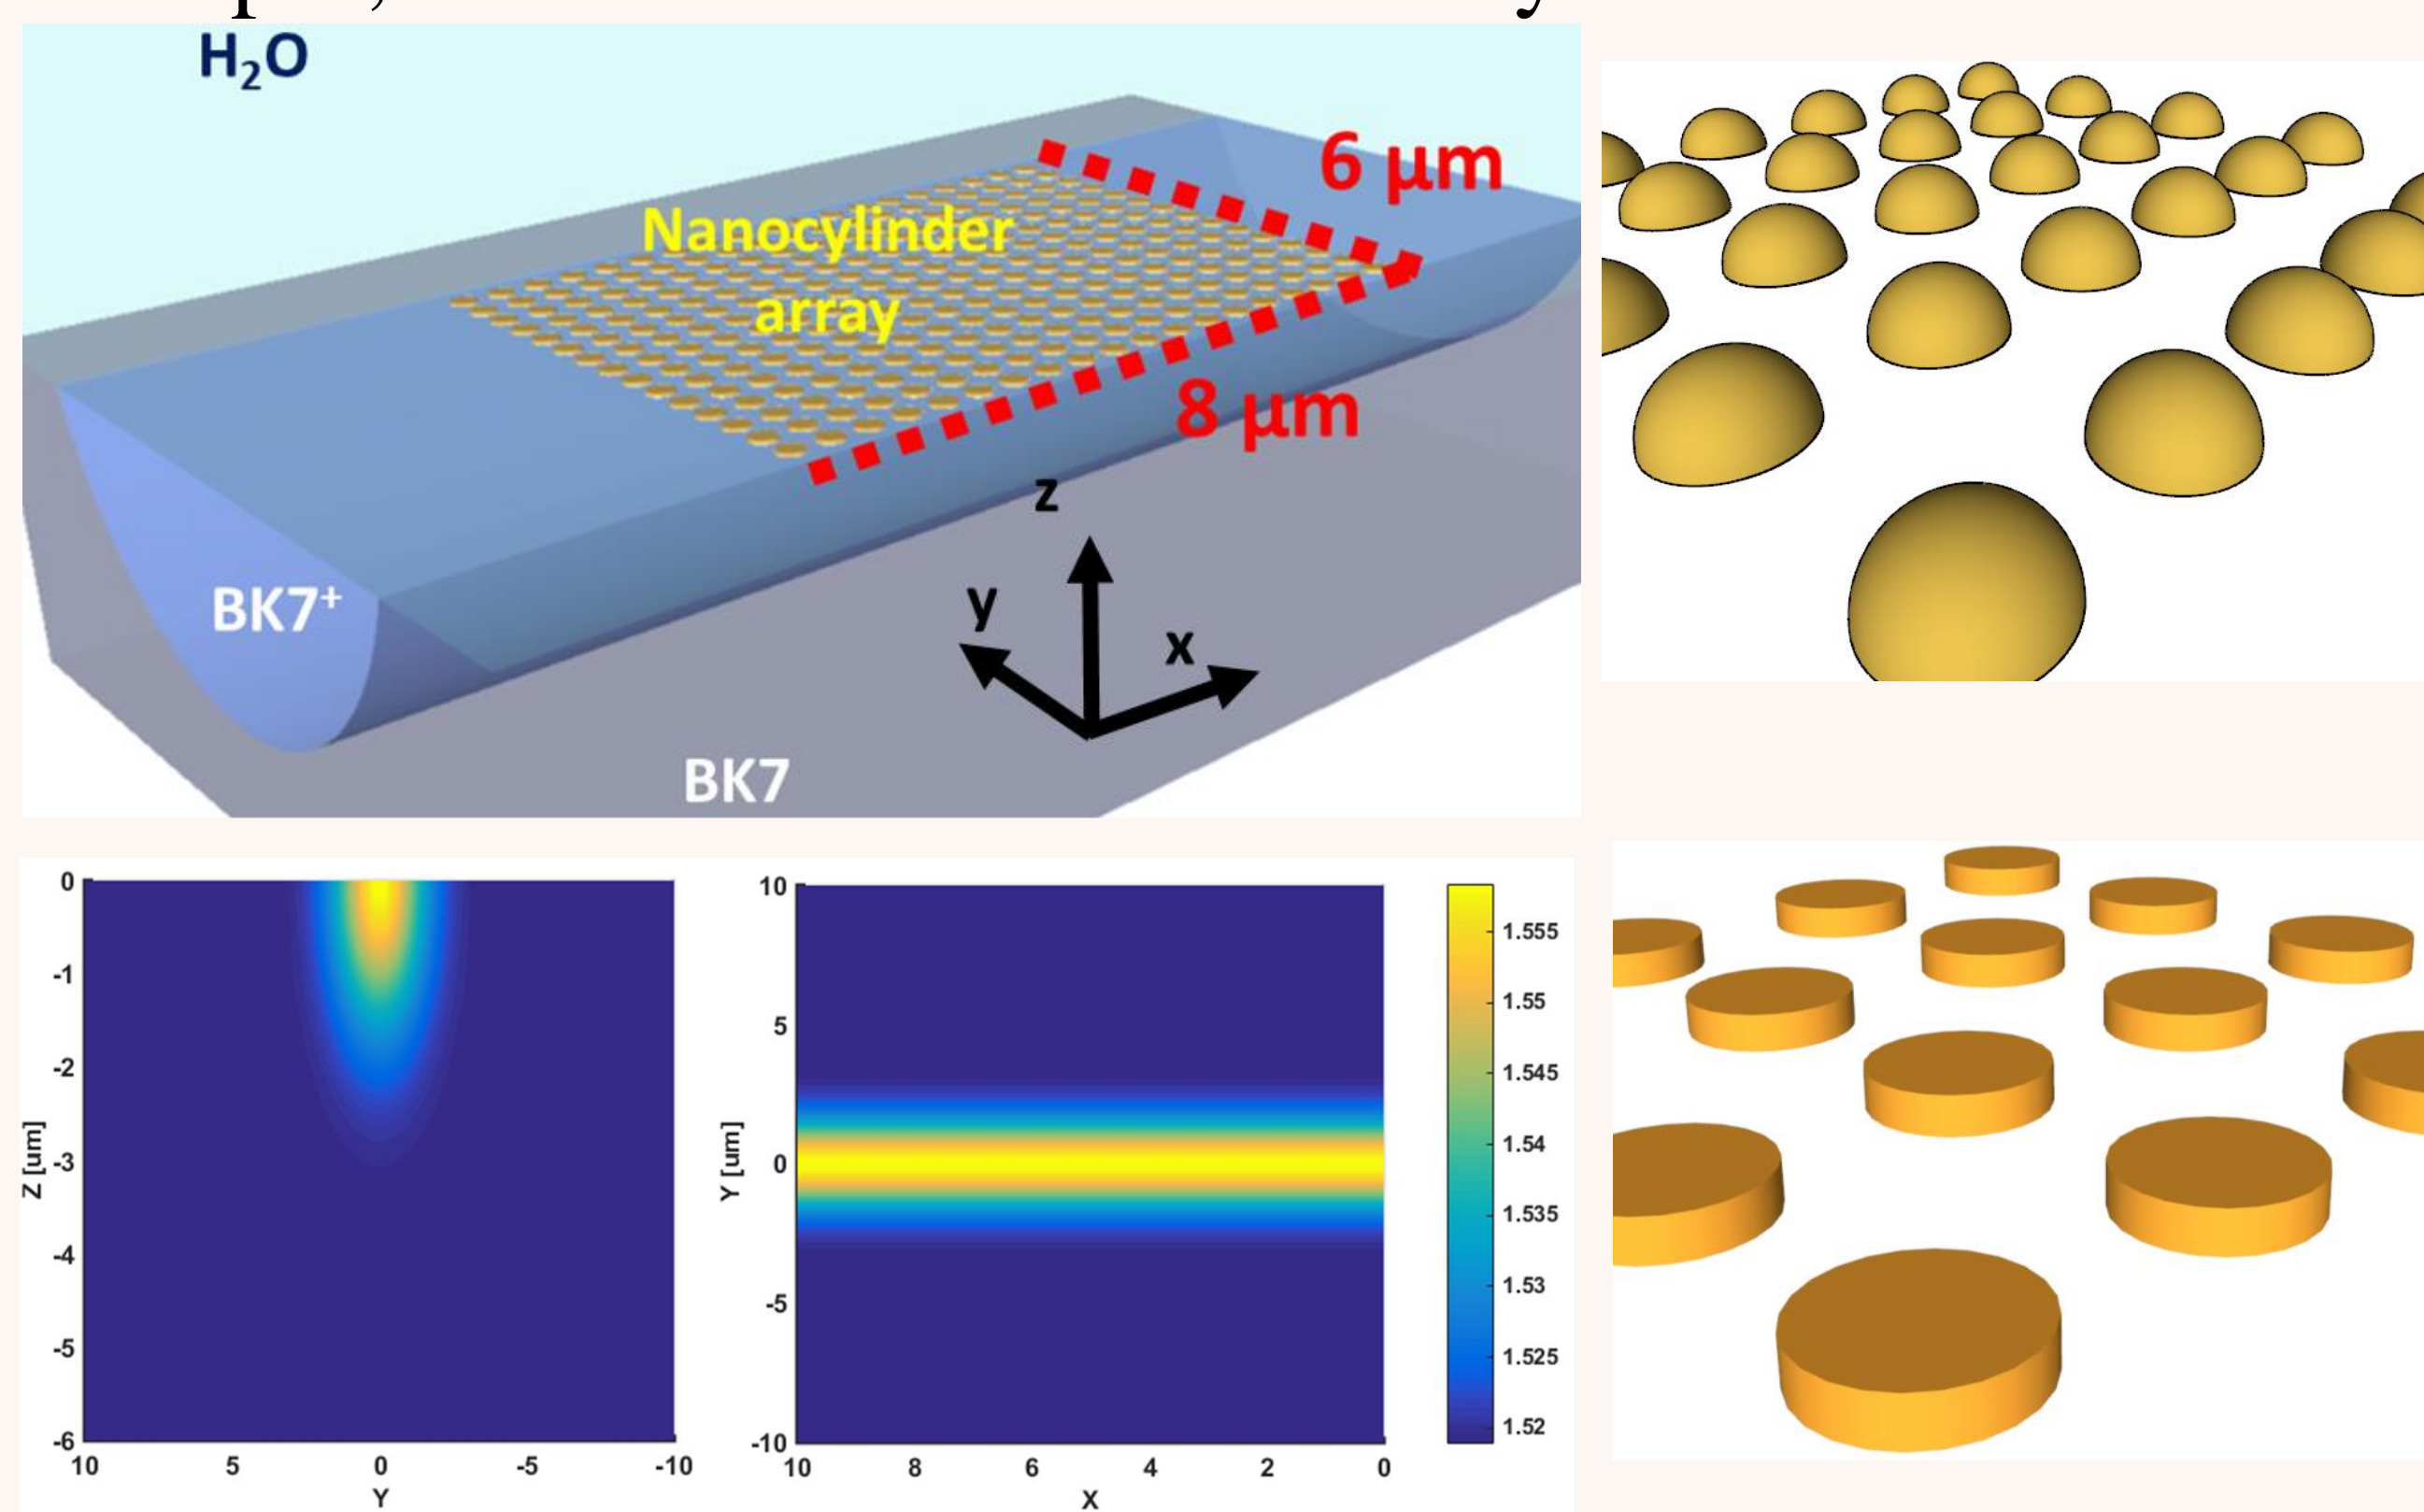 H₂O
6 μm
Nanocylinder
array
8 μm
z
y
x
BK7⁺
BK7
0
-1
-2
-3
-4
-5
-6
Z [um]
10 5 0 -5 -10
Y
10
5
0
-5
-10
Y [um]
10 8 6 4 2 0
X
1.555
1.55
1.545
1.54
1.535
1.53
1.525
1.52